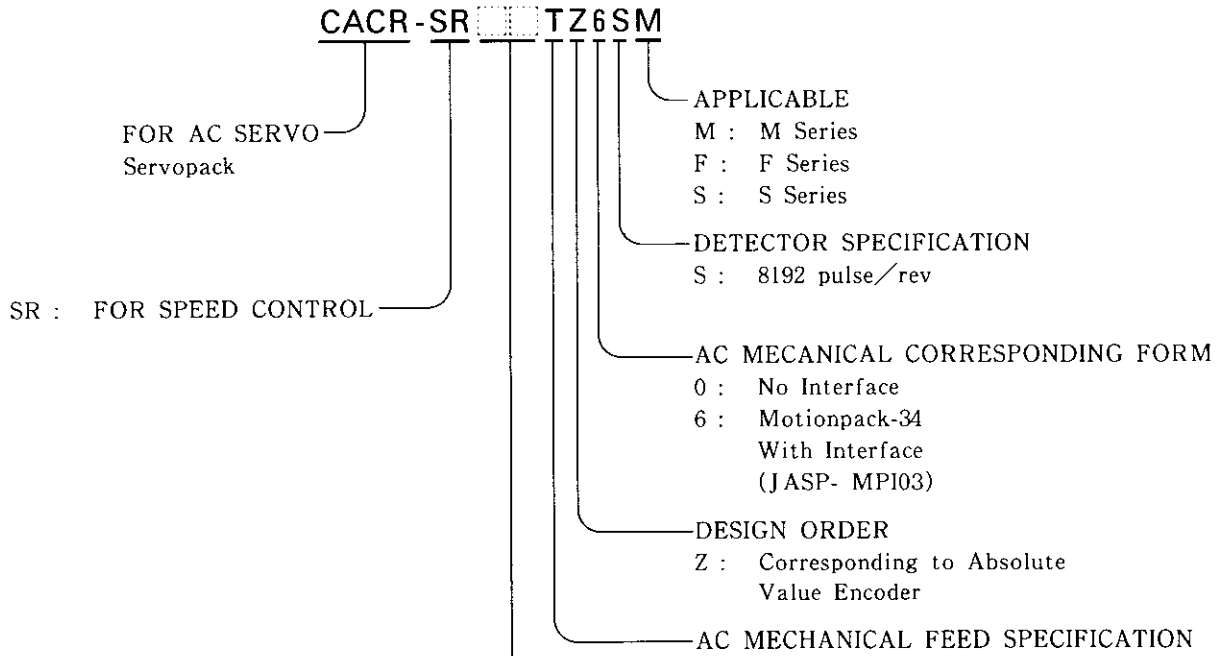 CACR-SR TZ6SM
APPLICABLE
M : M Series
F : F Series
S : S Series
FOR AC SERVO
Servopack
DETECTOR SPECIFICATION
S : 8192 pulse/rev
SR : FOR SPEED CONTROL
AC MECANICAL CORRESPONDING FORM
0 : No Interface
6 : Motionpack-34
With Interface
(JASP- MPI03)
DESIGN ORDER
Z : Corresponding to Absolute
Value Encoder
AC MECHANICAL FEED SPECIFICATION